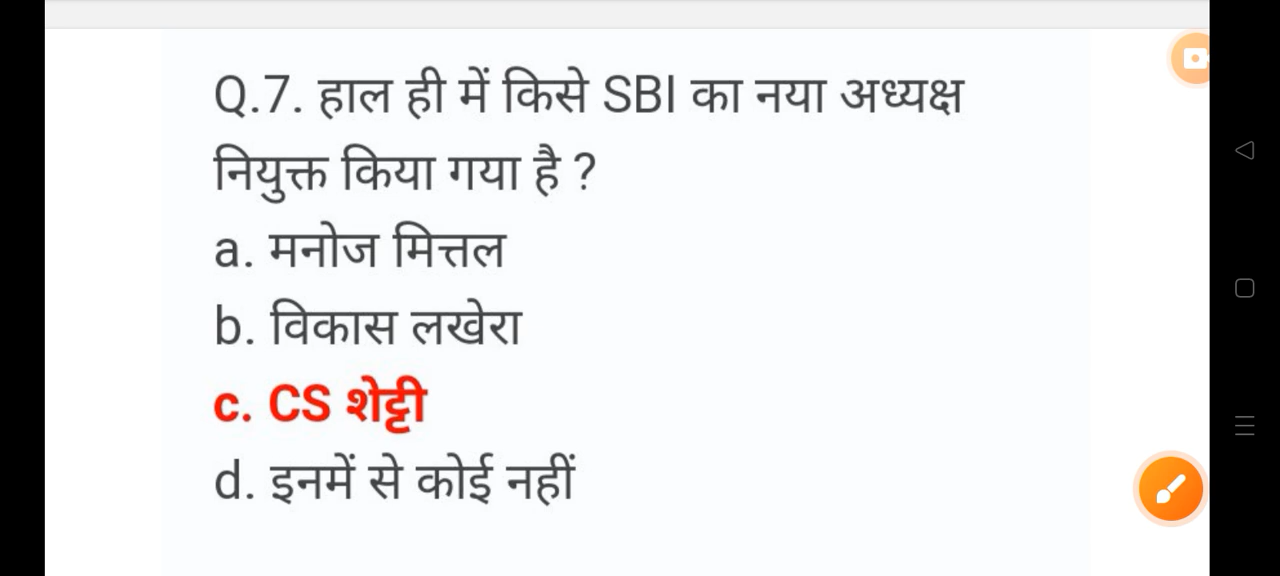 Q.7. हाल ही में किसे SBI का नया अध्यक्ष
नियुक्त किया गया है ?
a. मनोज मित्तल
b. विकास लखेरा
c. CS शेट्टी
d. इनमें से कोई नहीं